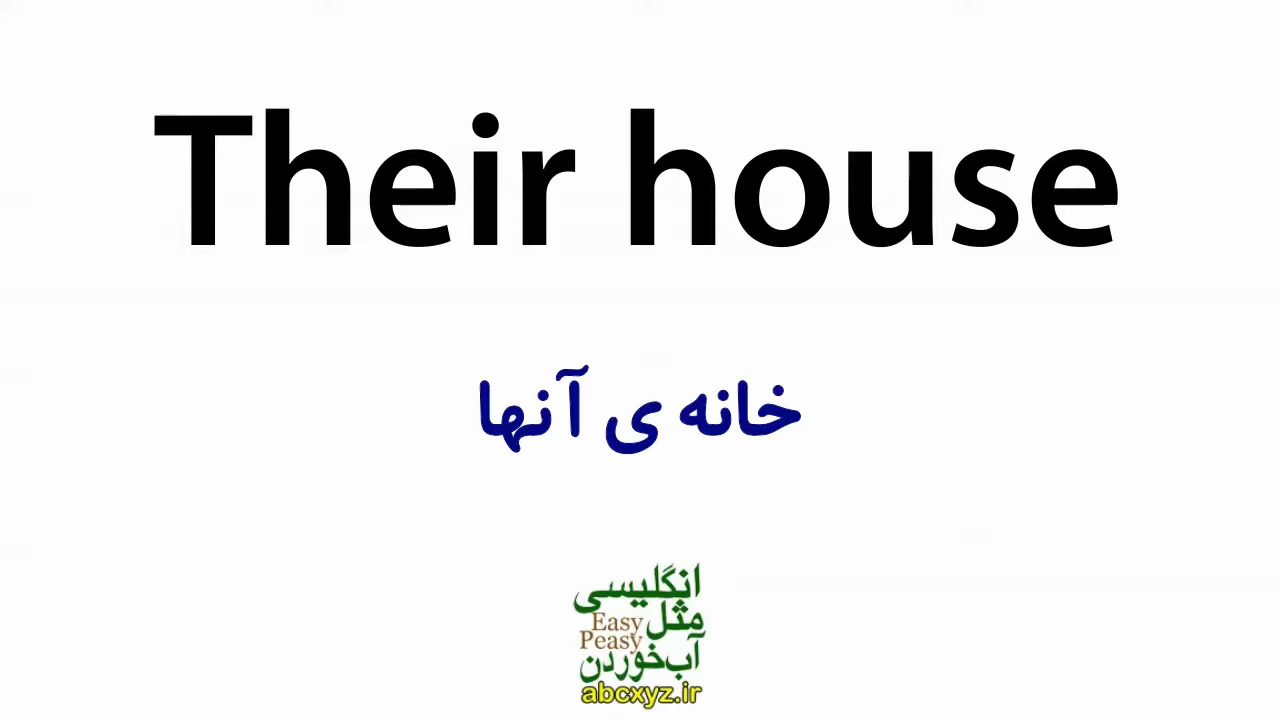 Their house
خانه ی آنها
انگلیسی
مثل
Easy
Peasy
آب‌خوردن
abcxyz.ir